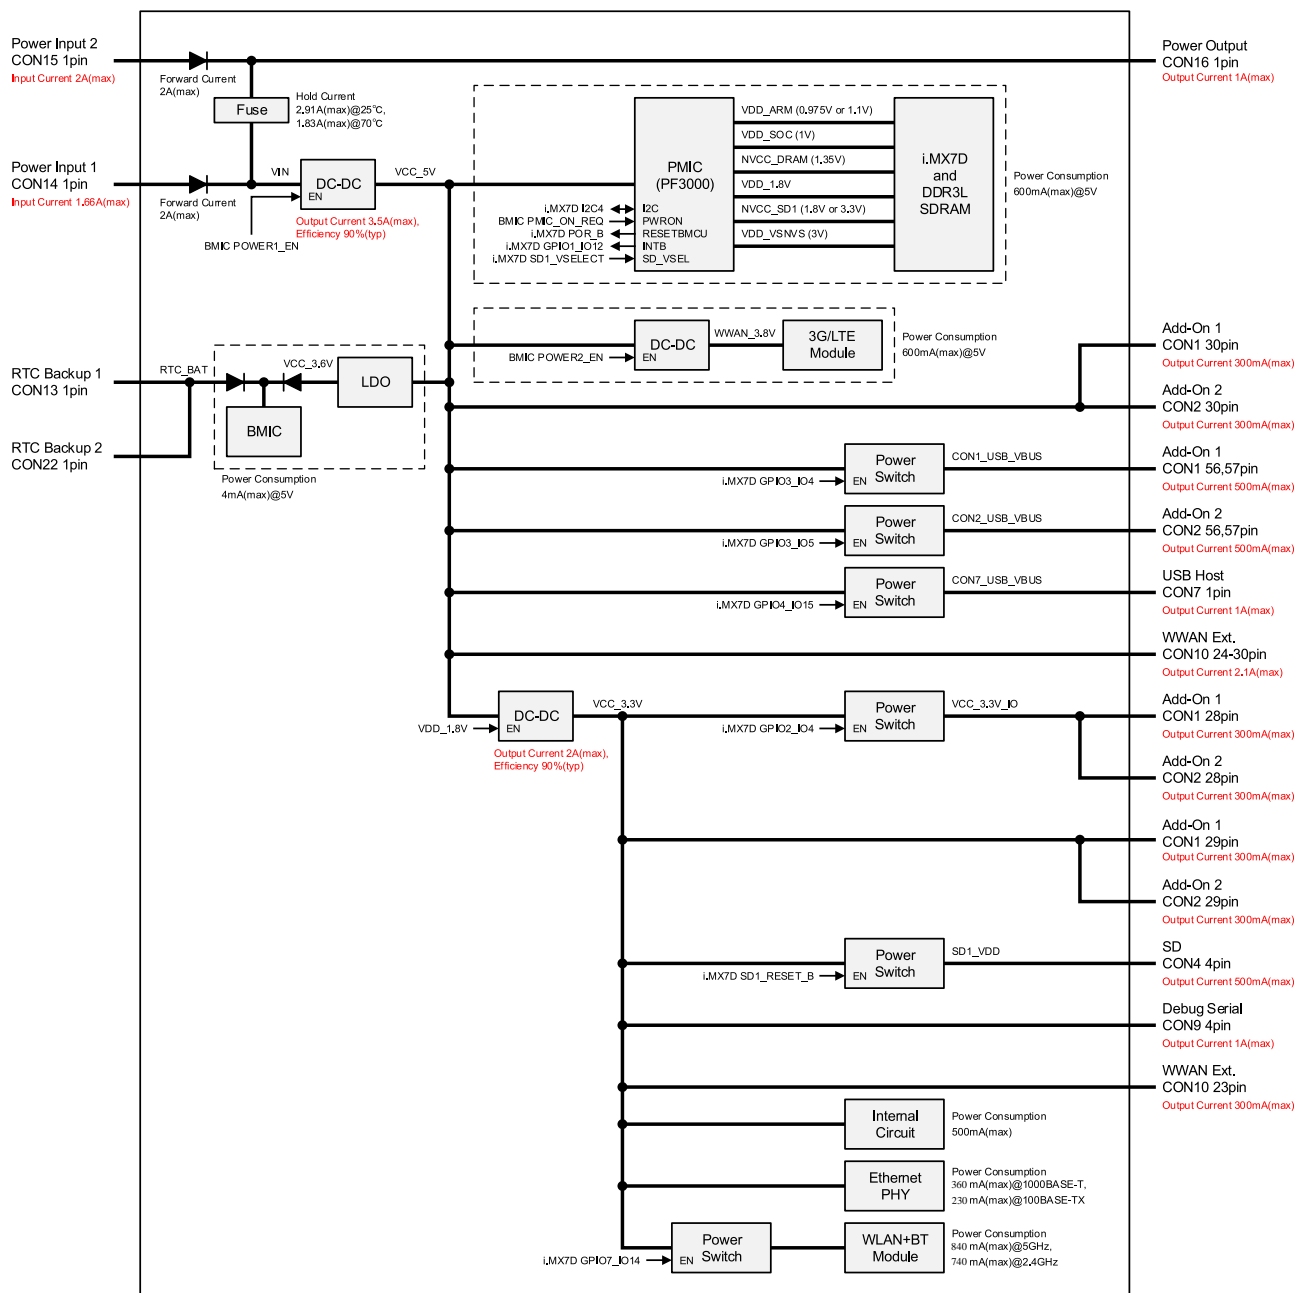 Power Input 2
CON15 1pin
Input Current 2A(max)
Forward Current
2A(max)
Fuse
Hold Current
2.91A(max)@25°C,
1.83A(max)@70°C
Power Output
CON16 1pin
Output Current 1A(max)
Power Input 1
CON14 1pin
Input Current 1.66A(max)
Forward Current
2A(max)
VIN
DC-DC
EN
VCC_5V
Output Current 3.5A(max),
Efficiency 90%(typ)
BMIC POWER1_EN
PMIC
(PF3000)
i.MX7D I2C4
I2C
BMIC PMIC_ON_REQ
PWRON
i.MX7D POR_B
RESETBMCU
i.MX7D GPIO1_IO12
INTB
i.MX7D SD1_VSELECT
SD_VSEL
VDD_ARM (0.975V or 1.1V)
VDD_SOC (1V)
NVCC_DRAM (1.35V)
VDD_1.8V
NVCC_SD1 (1.8V or 3.3V)
VDD_VSNVS (3V)
i.MX7D
and
DDR3L
SDRAM
Power Consumption
600mA(max)@5V
DC-DC
EN
BMIC POWER2_EN
WWAN_3.8V
3G/LTE
Module
Power Consumption
600mA(max)@5V
RTC Backup 1
CON13 1pin
RTC Backup 2
CON22 1pin
RTC_BAT
VCC_3.6V
LDO
BMIC
Power Consumption
4mA(max)@5V
Add-On 1
CON1 30pin
Output Current 300mA(max)
Add-On 2
CON2 30pin
Output Current 300mA(max)
Power
Switch
EN
i.MX7D GPIO3_IO4
CON1_USB_VBUS
Add-On 1
CON1 56,57pin
Output Current 500mA(max)
Power
Switch
EN
i.MX7D GPIO3_IO5
CON2_USB_VBUS
Add-On 2
CON2 56,57pin
Output Current 500mA(max)
Power
Switch
EN
i.MX7D GPIO4_IO15
CON7_USB_VBUS
USB Host
CON7 1pin
Output Current 1A(max)
WWAN Ext.
CON10 24-30pin
Output Current 2.1A(max)
DC-DC
EN
VDD_1.8V
VCC_3.3V
Output Current 2A(max),
Efficiency 90%(typ)
Power
Switch
EN
i.MX7D GPIO2_IO4
VCC_3.3V_IO
Add-On 1
CON1 28pin
Output Current 300mA(max)
Add-On 2
CON2 28pin
Output Current 300mA(max)
Add-On 1
CON1 29pin
Output Current 300mA(max)
Add-On 2
CON2 29pin
Output Current 300mA(max)
Power
Switch
EN
i.MX7D SD1_RESET_B
SD1_VDD
SD
CON4 4pin
Output Current 500mA(max)
Debug Serial
CON9 4pin
Output Current 1A(max)
WWAN Ext.
CON10 23pin
Output Current 300mA(max)
Internal
Circuit
Power Consumption
500mA(max)
Ethernet
PHY
Power Consumption
360 mA(max)@1000BASE-T,
230 mA(max)@100BASE-TX
Power
Switch
EN
i.MX7D GPIO7_IO14
WLAN+BT
Module
Power Consumption
840 mA(max)@5GHz,
740 mA(max)@2.4GHz